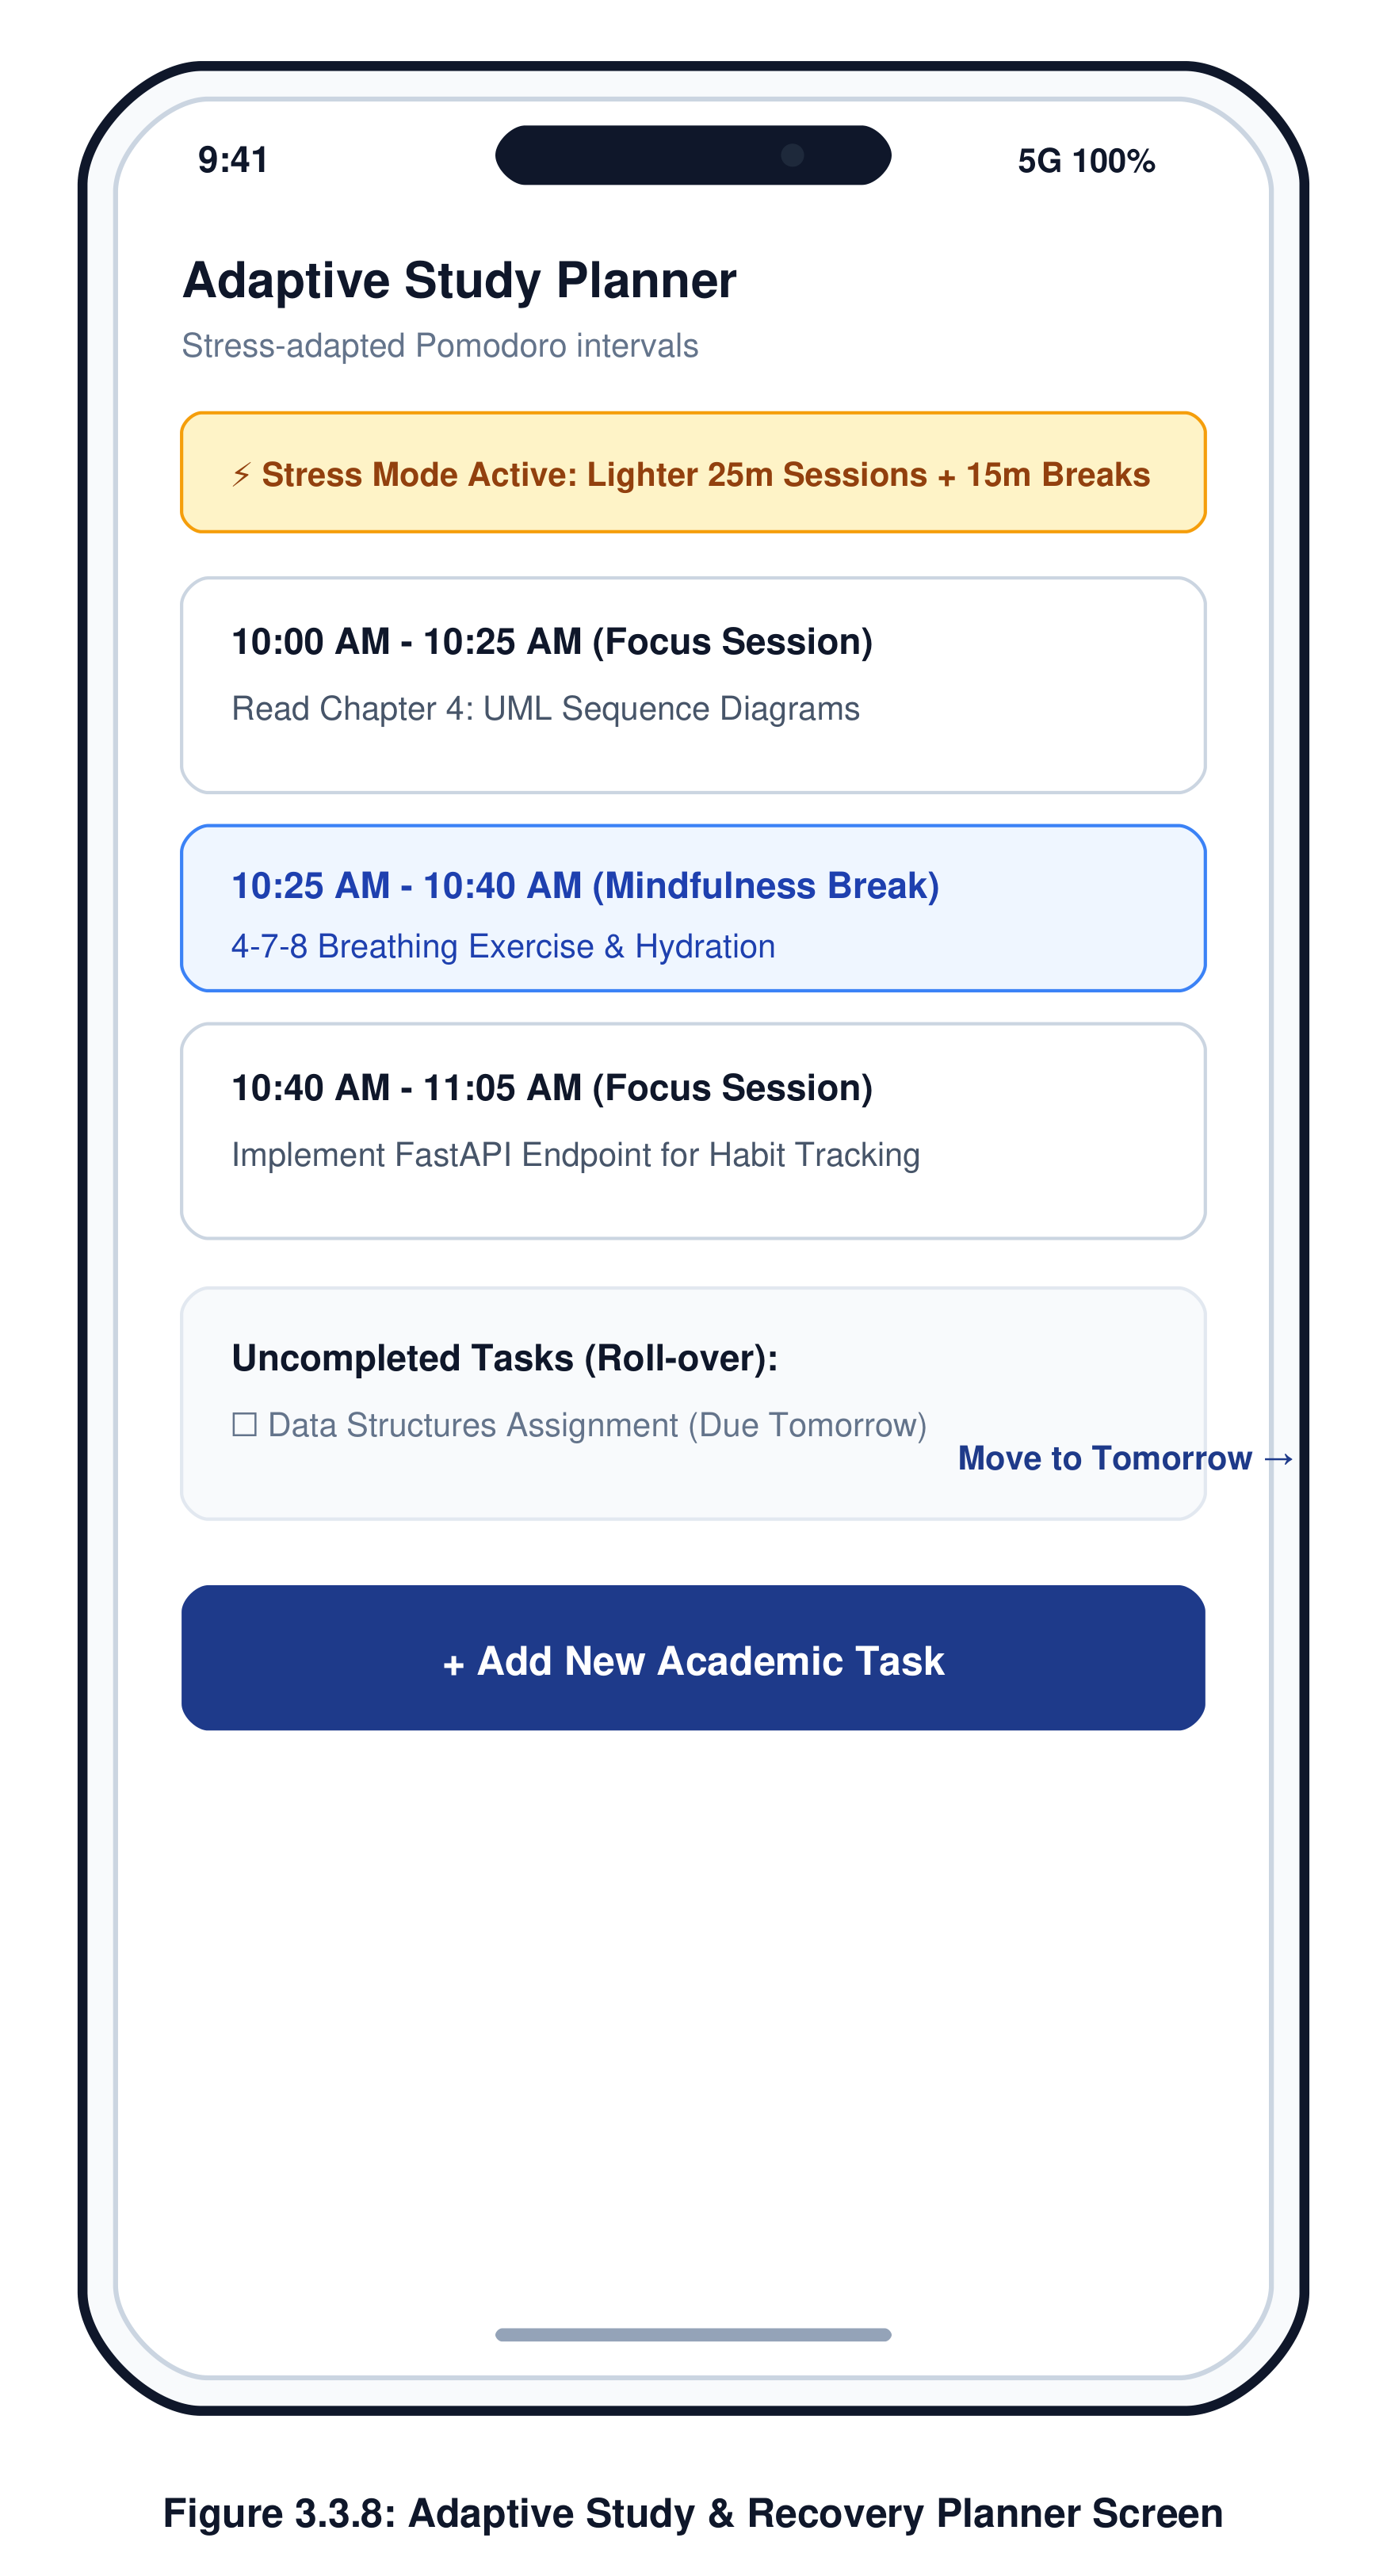 9:41
5G 100%
Adaptive Study Planner
Stress-adapted Pomodoro intervals
⚡ Stress Mode Active: Lighter 25m Sessions + 15m Breaks
10:00 AM - 10:25 AM (Focus Session)
Read Chapter 4: UML Sequence Diagrams
10:25 AM - 10:40 AM (Mindfulness Break)
4-7-8 Breathing Exercise & Hydration
10:40 AM - 11:05 AM (Focus Session)
Implement FastAPI Endpoint for Habit Tracking
Uncompleted Tasks (Roll-over):
☐ Data Structures Assignment (Due Tomorrow)
Move to Tomorrow →
+ Add New Academic Task
Figure 3.3.8: Adaptive Study & Recovery Planner Screen